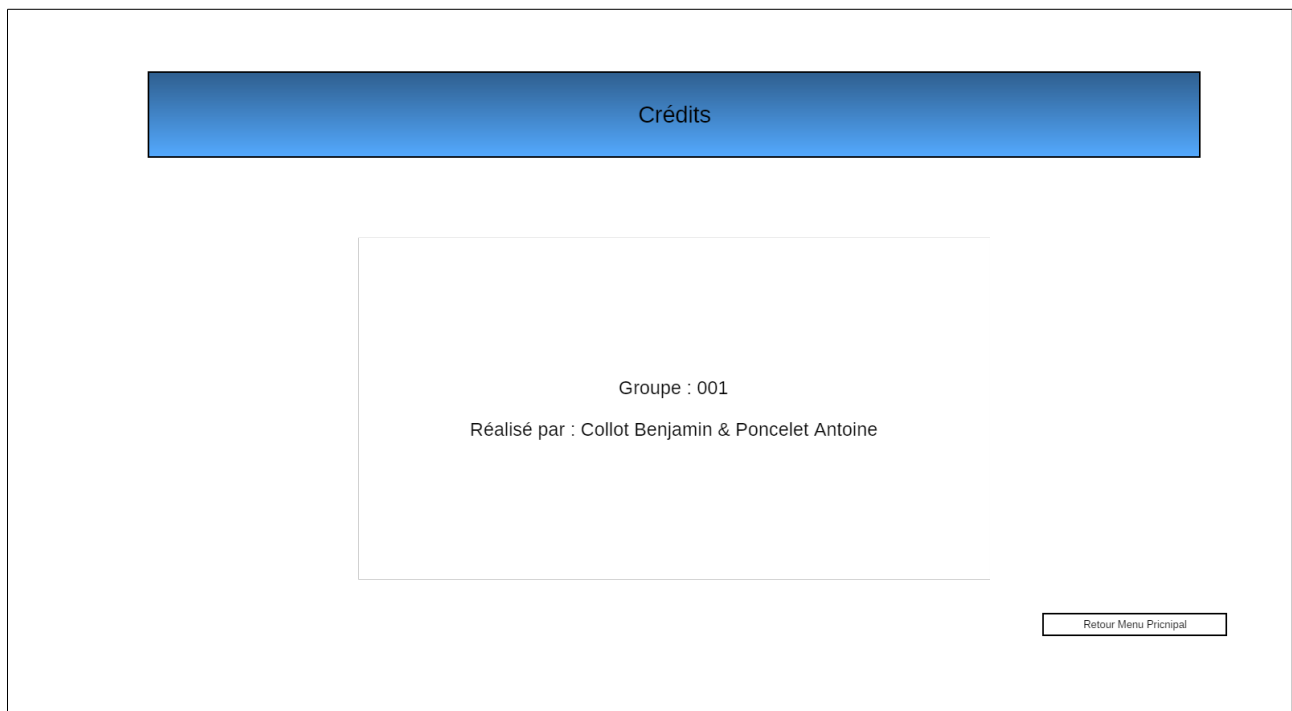 Crédits
Groupe : 001
Réalisé par : Collot Benjamin & Poncelet Antoine
Retour Menu Pricnipal